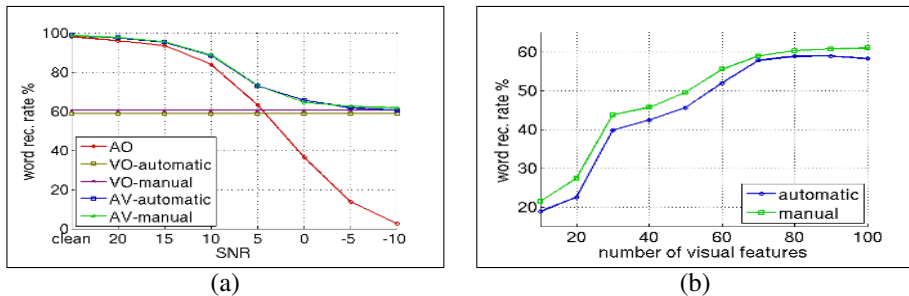 100
80
60
40
20
0
word rec. rate %
AO
VO-automatic
VO-manual
AV-automatic
AV-manual
clean 20 15 10 5 0 -5 -10
SNR
(a)
60
50
40
30
20
word rec. rate %
automatic
manual
20 40 60 80 100
number of visual features
(b)